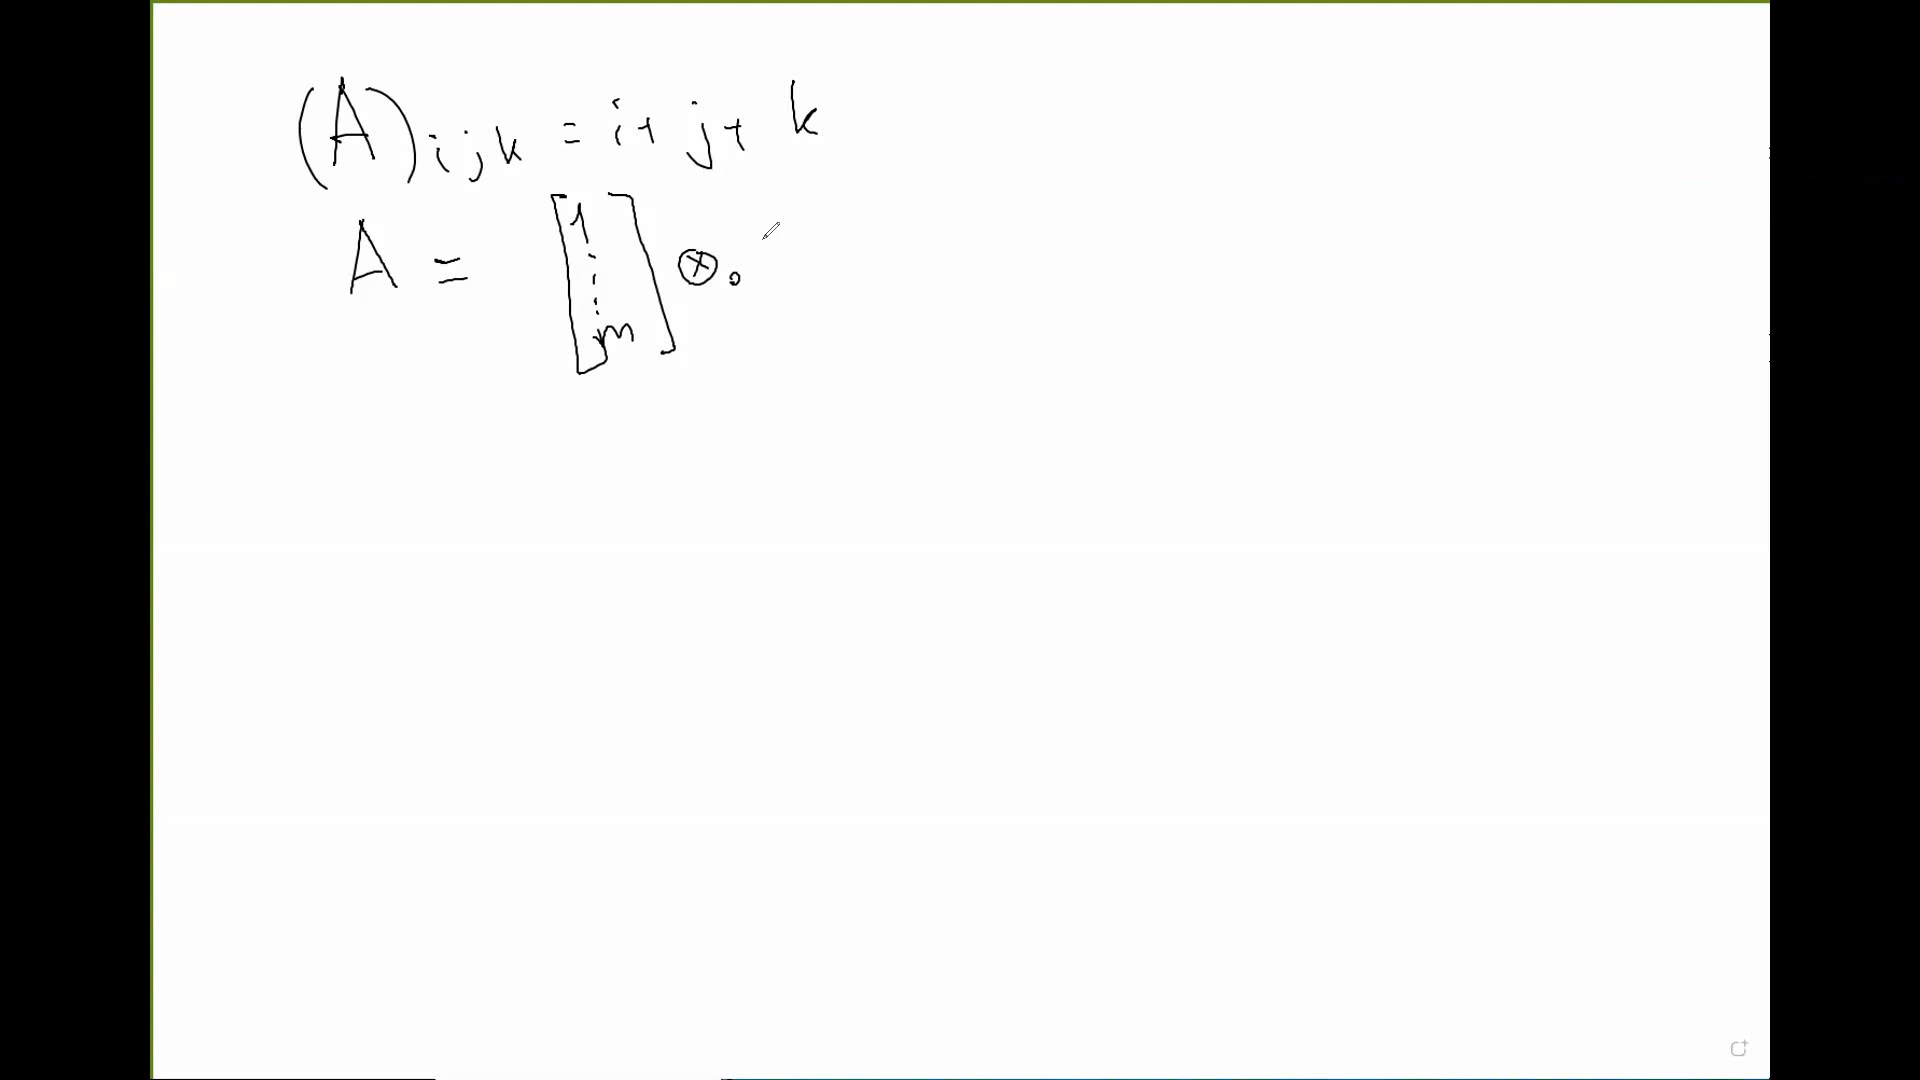 (A)ijk = i + j + k
A = [1 ⋮ m] ⊗ .